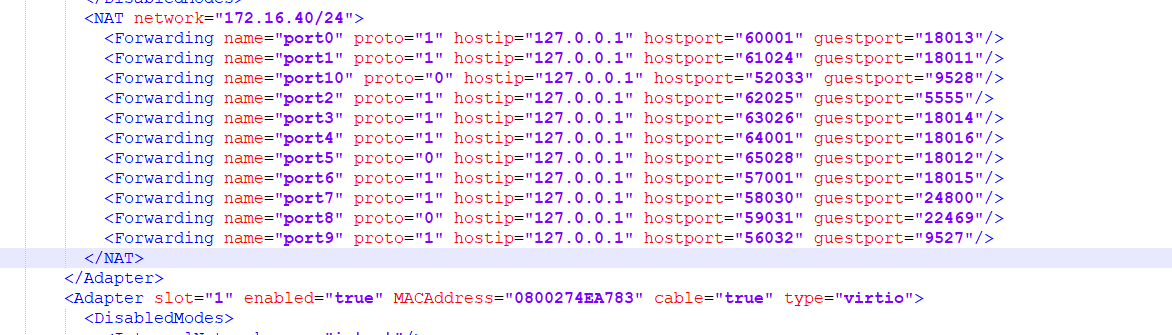 </DisabledModes>
<NAT network="172.16.40/24">
<Forwarding name="port0" proto="1" hostip="127.0.0.1" hostport="60001" guestport="18013"/>
<Forwarding name="port1" proto="1" hostip="127.0.0.1" hostport="61024" guestport="18011"/>
<Forwarding name="port10" proto="0" hostip="127.0.0.1" hostport="52033" guestport="9528"/>
<Forwarding name="port2" proto="1" hostip="127.0.0.1" hostport="62025" guestport="5555"/>
<Forwarding name="port3" proto="1" hostip="127.0.0.1" hostport="63026" guestport="18014"/>
<Forwarding name="port4" proto="1" hostip="127.0.0.1" hostport="64001" guestport="18016"/>
<Forwarding name="port5" proto="0" hostip="127.0.0.1" hostport="65028" guestport="18012"/>
<Forwarding name="port6" proto="1" hostip="127.0.0.1" hostport="57001" guestport="18015"/>
<Forwarding name="port7" proto="1" hostip="127.0.0.1" hostport="58030" guestport="24800"/>
<Forwarding name="port8" proto="0" hostip="127.0.0.1" hostport="59031" guestport="22469"/>
<Forwarding name="port9" proto="1" hostip="127.0.0.1" hostport="56032" guestport="9527"/>
</NAT>
</Adapter>
<Adapter slot="1" enabled="true" MACAddress="0800274EA783" cable="true" type="virtio">
<DisabledModes>